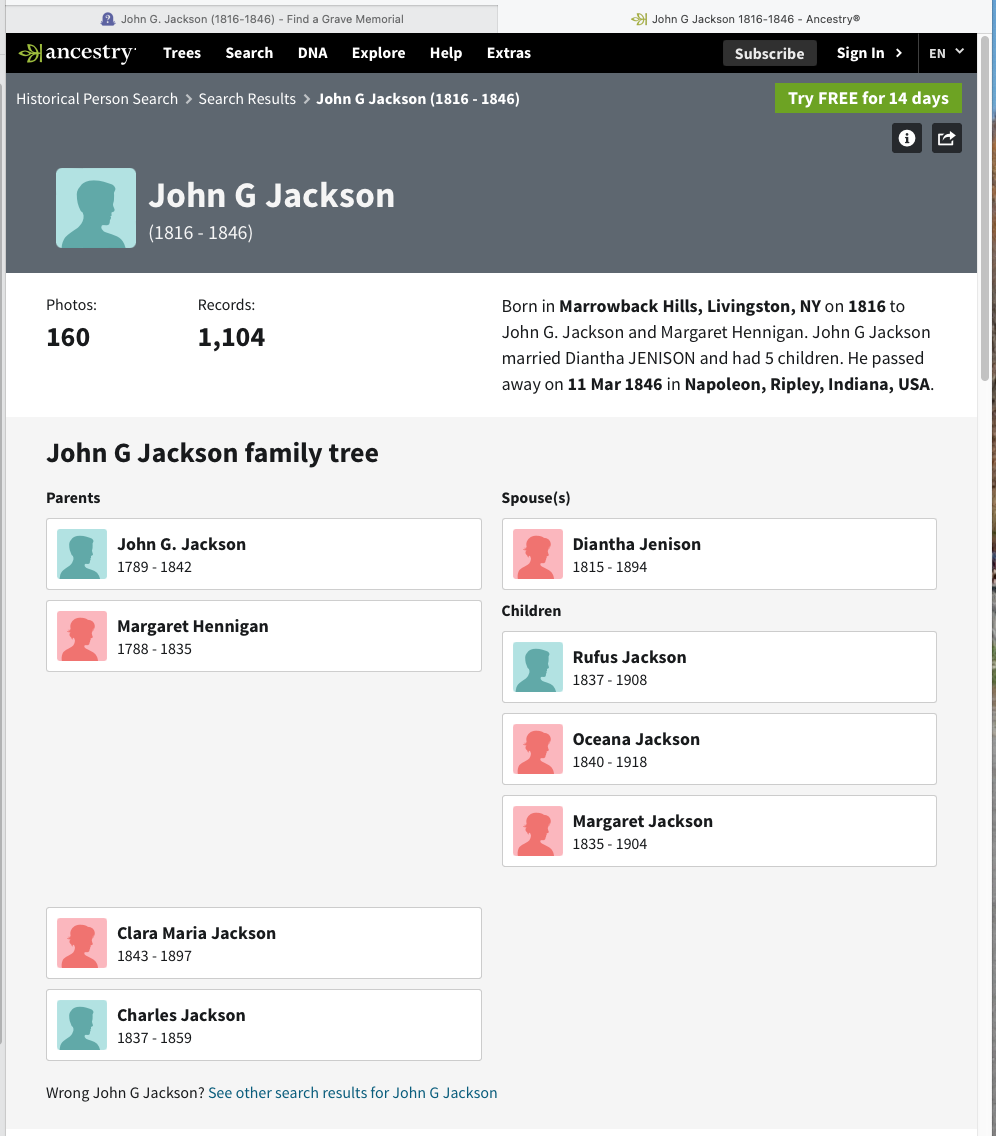 John G. Jackson (1816-1846) - Find a Grave Memorial
John G Jackson 1816-1846 - Ancestry®
ancestry
Trees
Search
DNA
Explore
Help
Extras
Subscribe
Sign In
EN
Historical Person Search > Search Results > John G Jackson (1816 - 1846)
Try FREE for 14 days
John G Jackson
(1816 - 1846)
Photos:
160
Records:
1,104
Born in Marrowback Hills, Livingston, NY on 1816 to
John G. Jackson and Margaret Hennigan. John G Jackson
married Diantha JENISON and had 5 children. He passed
away on 11 Mar 1846 in Napoleon, Ripley, Indiana, USA.
John G Jackson family tree
Parents
John G. Jackson
1789 - 1842
Margaret Hennigan
1788 - 1835
Spouse(s)
Diantha Jenison
1815 - 1894
Children
Rufus Jackson
1837 - 1908
Oceana Jackson
1840 - 1918
Margaret Jackson
1835 - 1904
Clara Maria Jackson
1843 - 1897
Charles Jackson
1837 - 1859
Wrong John G Jackson? See other search results for John G Jackson